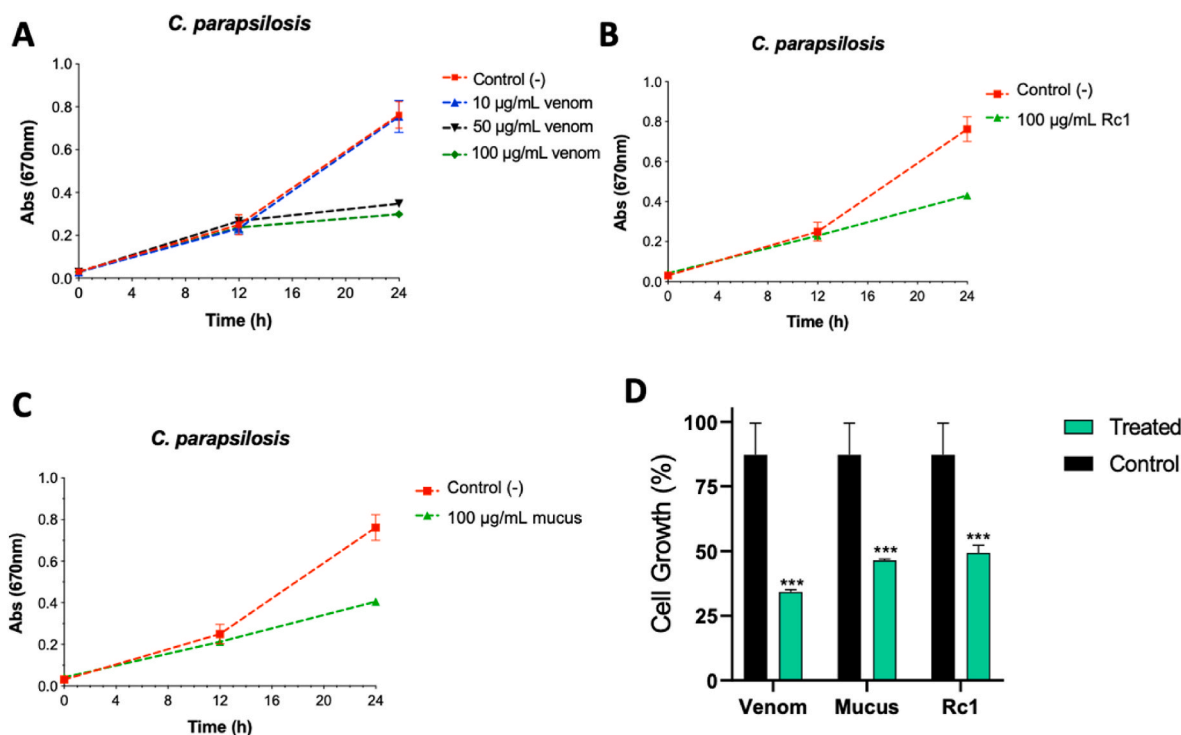 A
C. parapsilosis
Abs (670nm)
1.0
0.8
0.6
0.4
0.2
0.0
0 4 8 12 16 20 24
Time (h)
Control (-)
10 µg/mL venom
50 µg/mL venom
100 µg/mL venom
B
C. parapsilosis
Abs (670nm)
1.0
0.8
0.6
0.4
0.2
0.0
0 4 8 12 16 20 24
Time (h)
Control (-)
100 µg/mL Rc1
C
C. parapsilosis
Abs (670nm)
1.0
0.8
0.6
0.4
0.2
0.0
0 4 8 12 16 20 24
Time (h)
Control (-)
100 µg/mL mucus
D
Cell Growth (%)
100
75
50
25
0
*** *** ***
Venom Mucus Rc1
Treated
Control